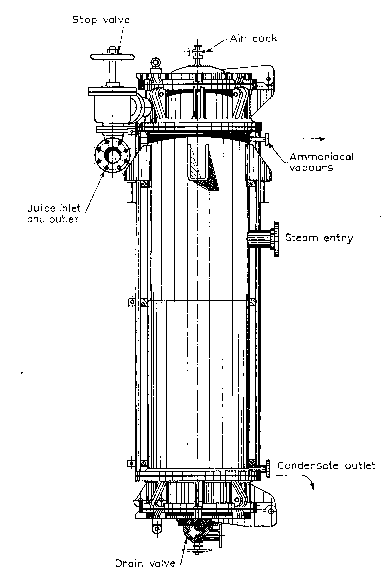 Stop valve
Air cock
Ammoniacal
vapours
Juice inlet
and outlet
Steam entry
Condensate outlet
Drain valve